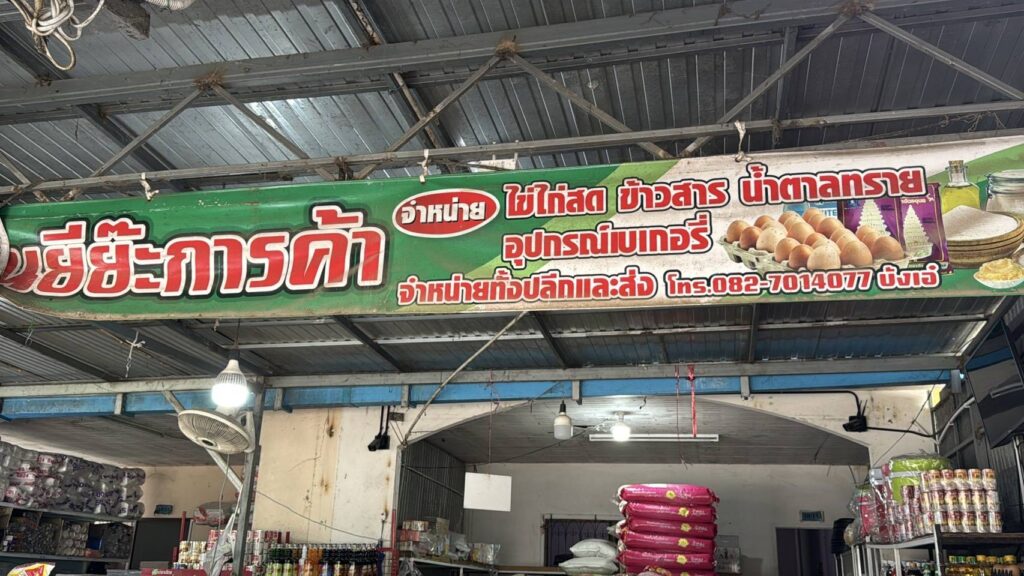 นยีย๊ะการค้า
จำหน่าย
ไข่ไก่สด ข้าวสาร น้ำตาลทราย
อุปกรณ์เบเกอรี่
จำหน่ายทั้งปลีกและส่ง โทร.082-7014077 บังเอ๋